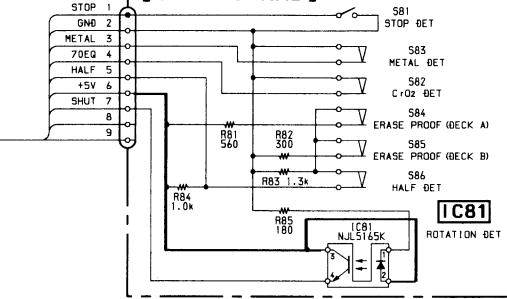 STOP 1
GND 2
METAL 3
70EQ 4
HALF 5
+5V 6
SHUT 7
8
9
S81
STOP DET
S83
METAL DET
S82
CrO2 DET
S84
ERASE PROOF (DECK A)
S85
ERASE PROOF (DECK B)
S86
HALF DET
R81
560
R82
300
R83 1.3k
R84
1.0k
R85
180
IC81
NJL5165K
3
4
1
2
IC81
ROTATION DET